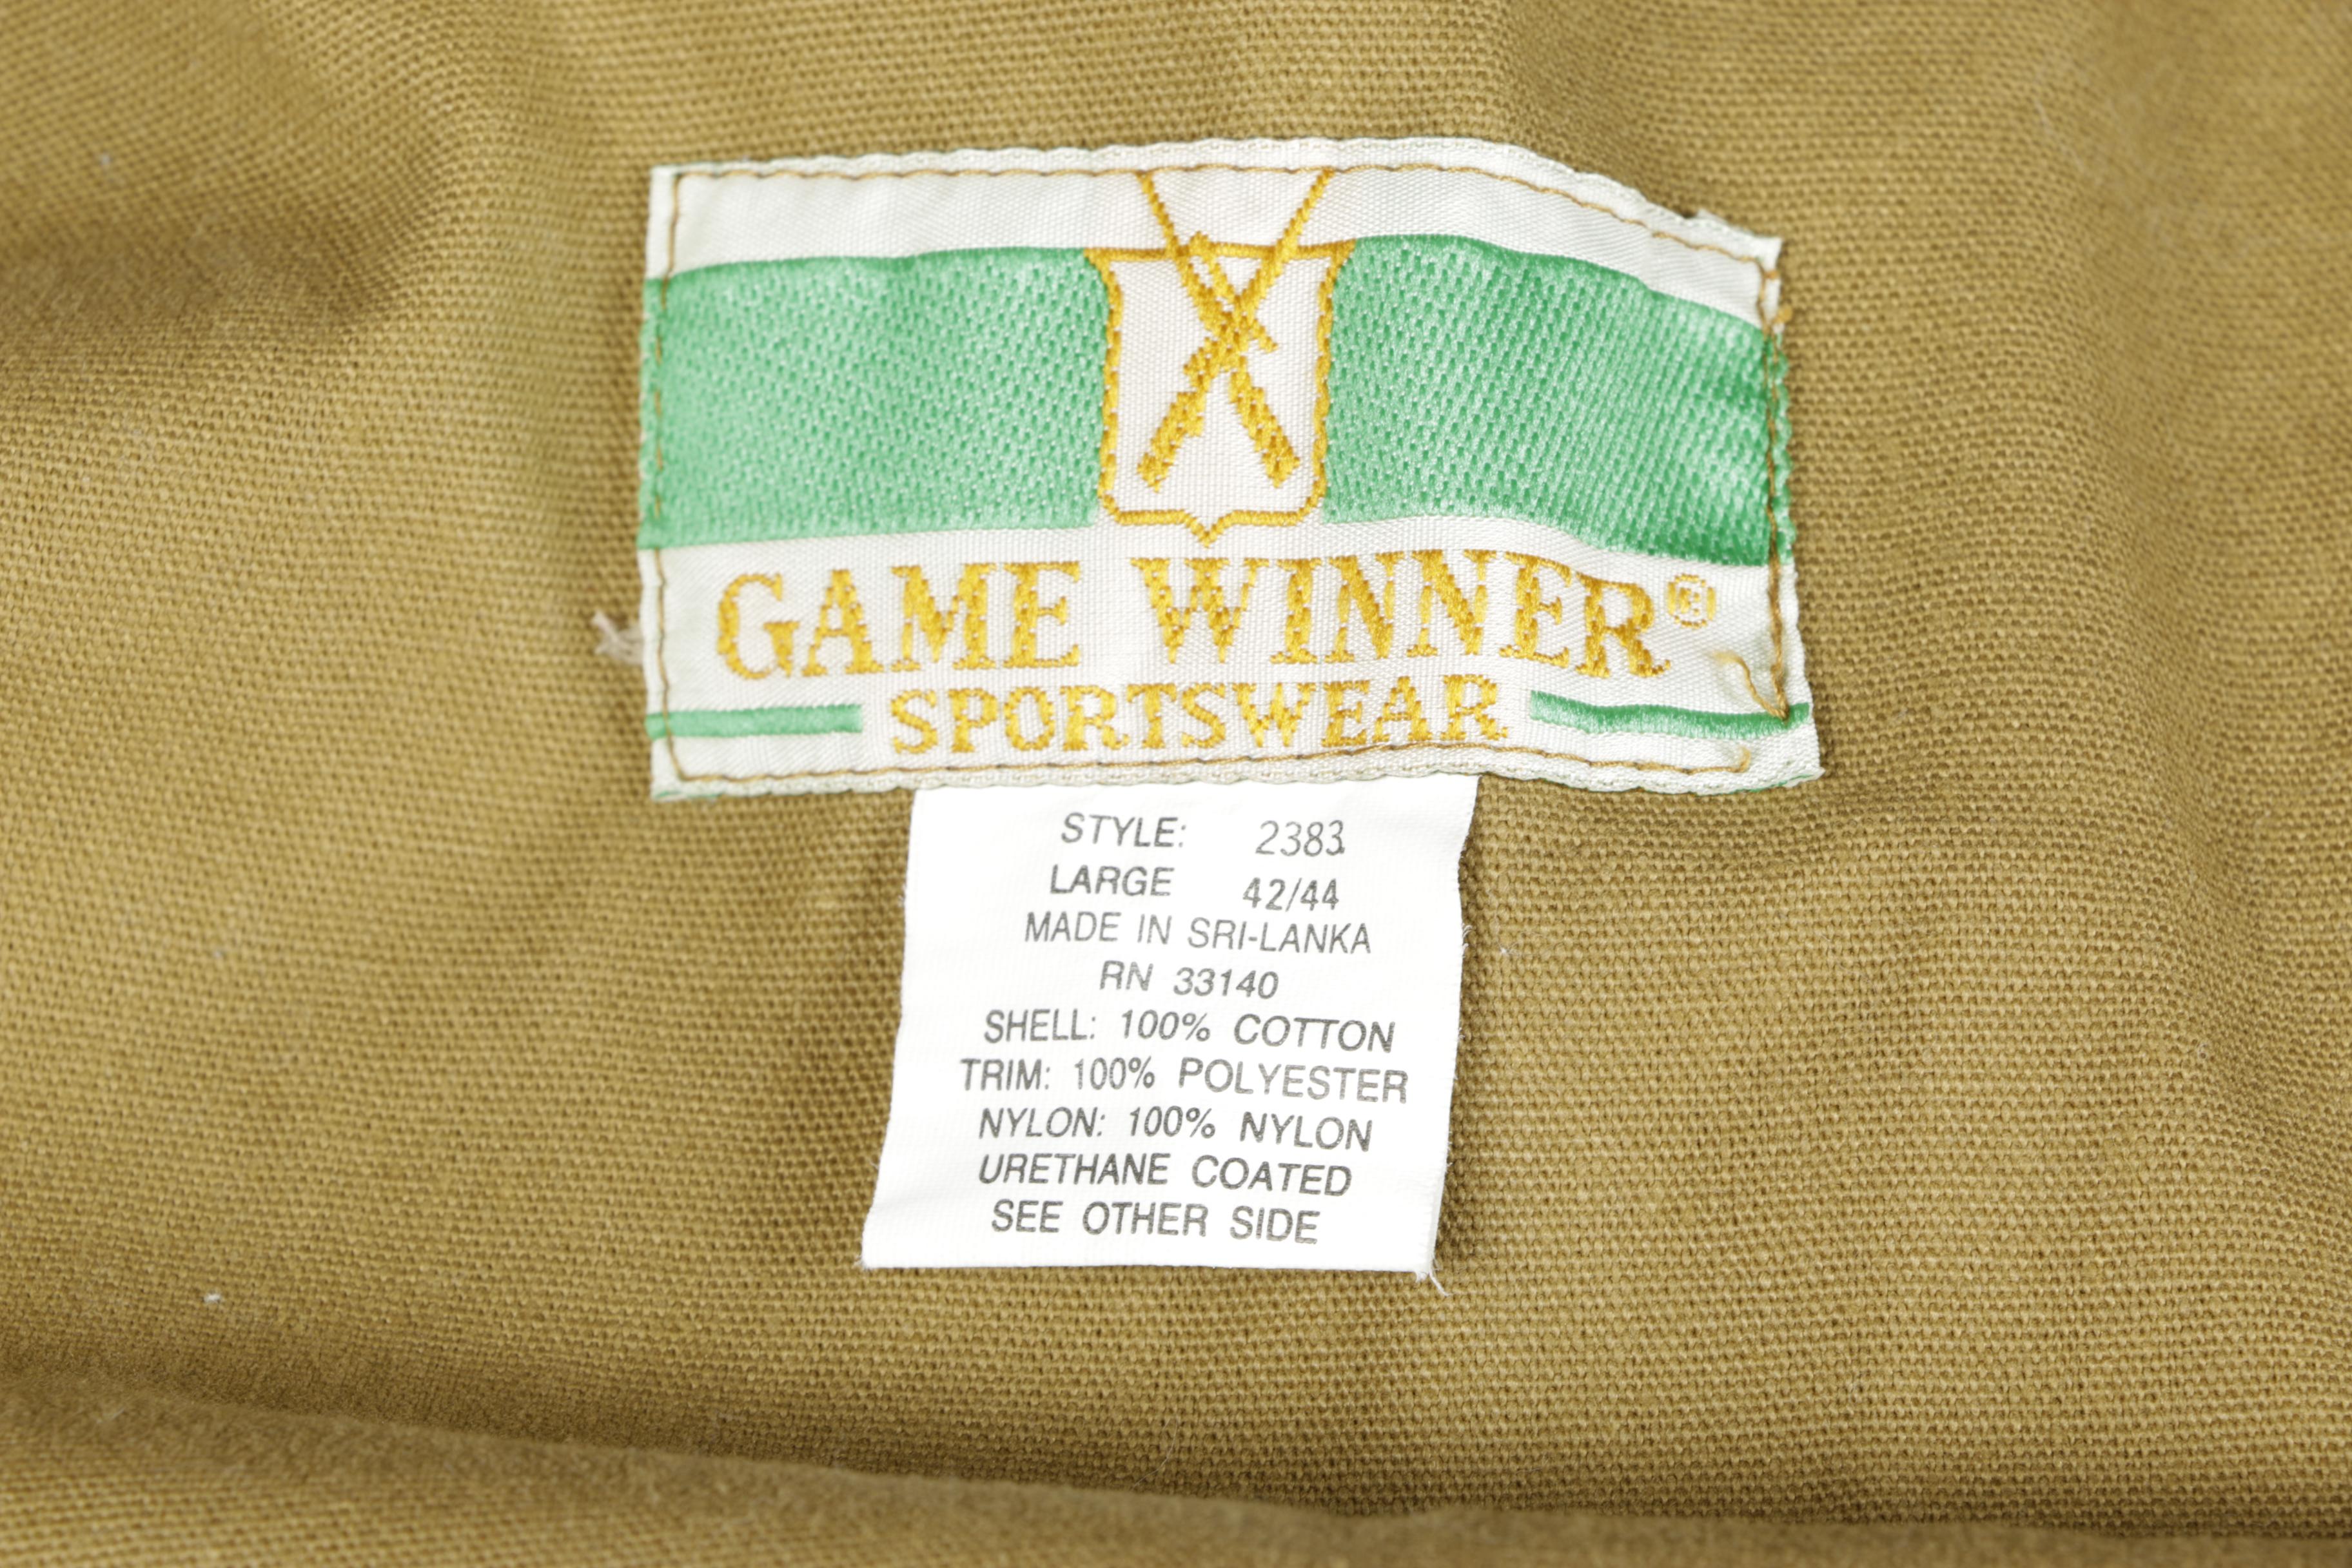 GAME WINNER®
SPORTSWEAR
STYLE: 2383
LARGE 42/44
MADE IN SRI-LANKA
RN 33140
SHELL: 100% COTTON
TRIM: 100% POLYESTER
NYLON: 100% NYLON
URETHANE COATED
SEE OTHER SIDE